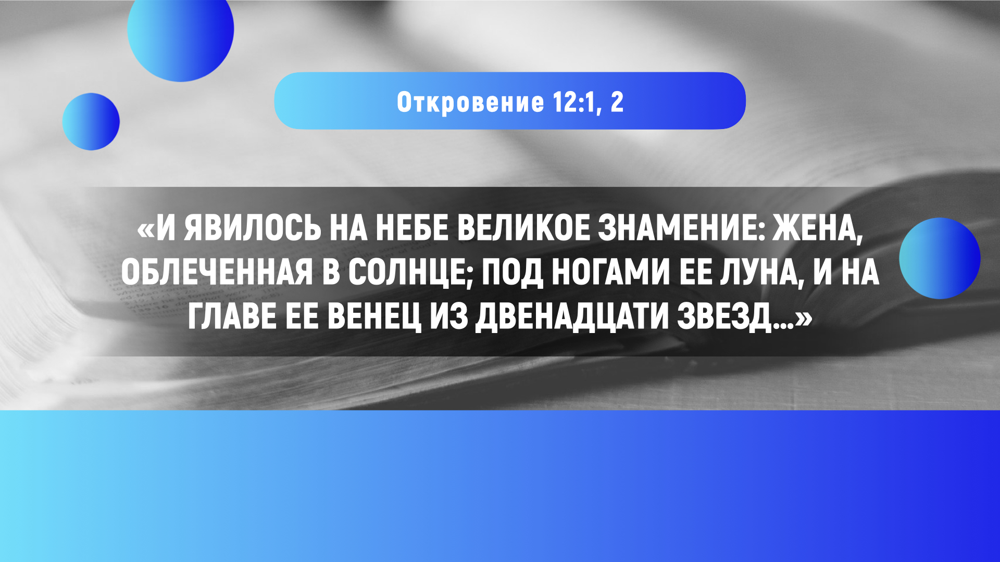 Откровение 12:1, 2
«И ЯВИЛОСЬ НА НЕБЕ ВЕЛИКОЕ ЗНАМЕНИЕ: ЖЕНА,
ОБЛЕЧЕННАЯ В СОЛНЦЕ; ПОД НОГАМИ ЕЕ ЛУНА, И НА
ГЛАВЕ ЕЕ ВЕНЕЦ ИЗ ДВЕНАДЦАТИ ЗВЕЗД...»